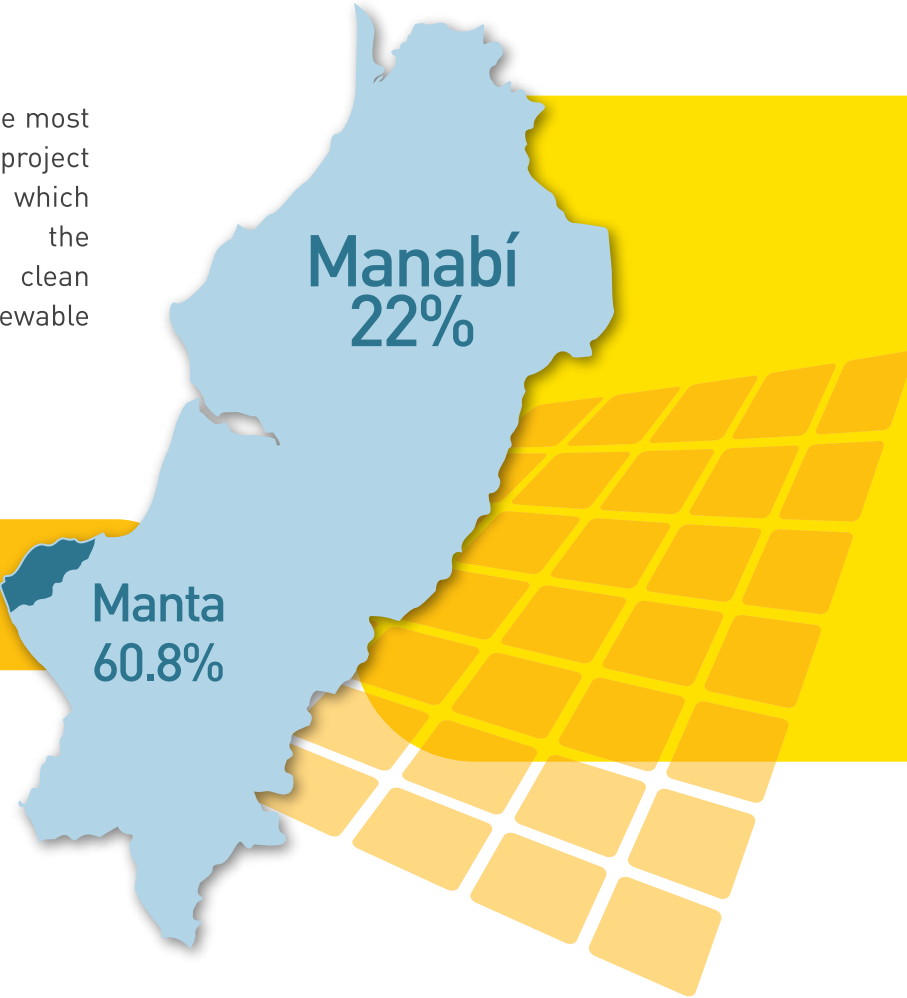 e most
project
which
the
clean
ewable
Manabí
22%
Manta
60.8%